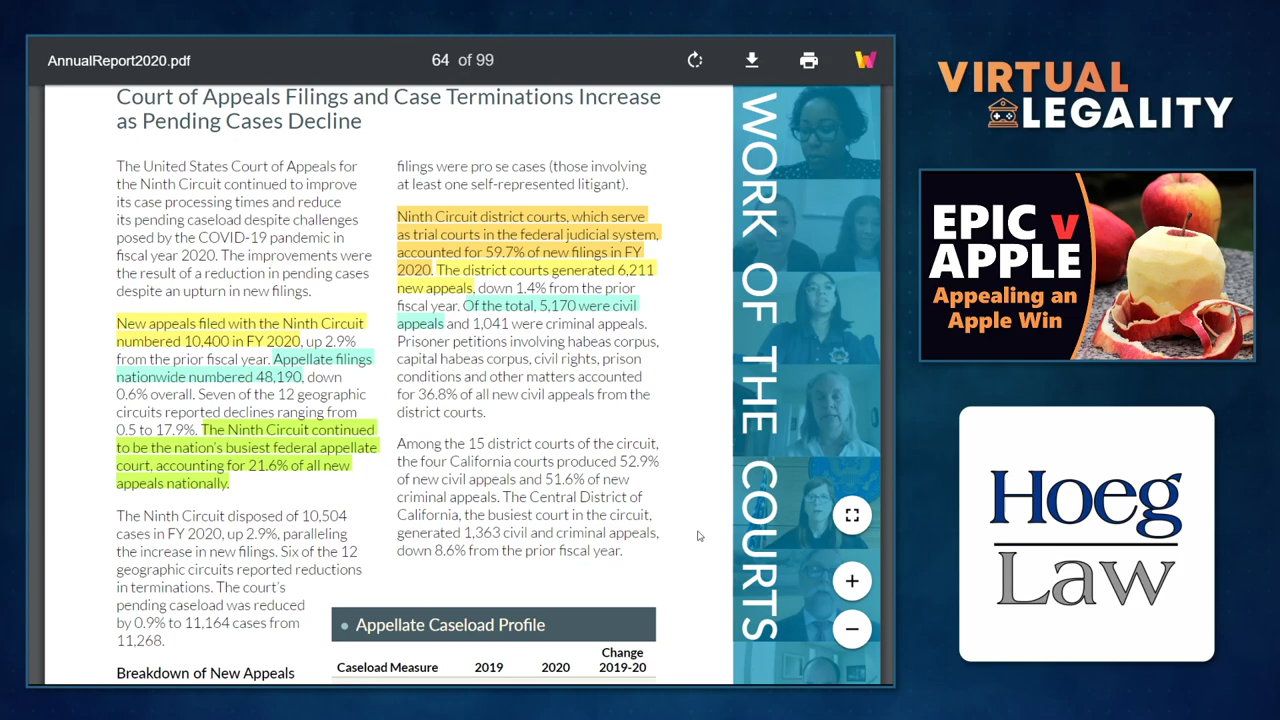 AnnualReport2020.pdf
64 of 99
Court of Appeals Filings and Case Terminations Increase
as Pending Cases Decline
The United States Court of Appeals for
the Ninth Circuit continued to improve
its case processing times and reduce
its pending caseload despite challenges
posed by the COVID-19 pandemic in
fiscal year 2020. The improvements were
the result of a reduction in pending cases
despite an upturn in new filings.
New appeals filed with the Ninth Circuit
numbered 10,400 in FY 2020, up 2.9%
from the prior fiscal year. Appellate filings
nationwide numbered 48,190, down
0.6% overall. Seven of the 12 geographic
circuits reported declines ranging from
0.5 to 17.9%. The Ninth Circuit continued
to be the nation's busiest federal appellate
court, accounting for 21.6% of all new
appeals nationally.
The Ninth Circuit disposed of 10,504
cases in FY 2020, up 2.9%, paralleling
the increase in new filings. Six of the 12
geographic circuits reported reductions
in terminations. The court's
pending caseload was reduced
by 0.9% to 11,164 cases from
11,268.
Breakdown of New Appeals
filings were pro se cases (those involving
at least one self-represented litigant).
Ninth Circuit district courts, which serve
as trial courts in the federal judicial system,
accounted for 59.7% of new filings in FY
2020. The district courts generated 6,211
new appeals, down 1.4% from the prior
fiscal year. Of the total, 5,170 were civil
appeals and 1,041 were criminal appeals.
Prisoner petitions involving habeas corpus,
capital habeas corpus, civil rights, prison
conditions and other matters accounted
for 36.8% of all new civil appeals from the
district courts.
Among the 15 district courts of the circuit,
the four California courts produced 52.9%
of new civil appeals and 51.6% of new
criminal appeals. The Central District of
California, the busiest court in the circuit,
generated 1,363 civil and criminal appeals,
down 8.6% from the prior fiscal year.
Appellate Caseload Profile
Caseload Measure 2019 2020 Change
2019-20
WORK OF THE COURTS
VIRTUAL
LEGALITY
EPIC v
APPLE
Appealing an
Apple Win
Hoeg
Law